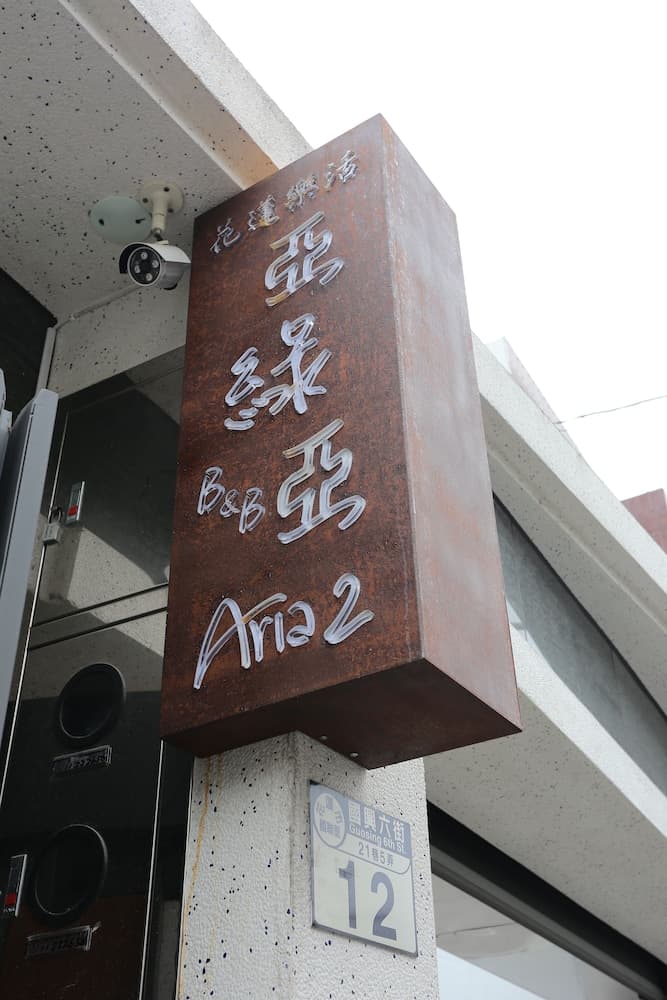 花蓮樂活
亞
綠
亞
B&B
Aria 2
國興六街
Guosing 6th St.
21巷5弄
12